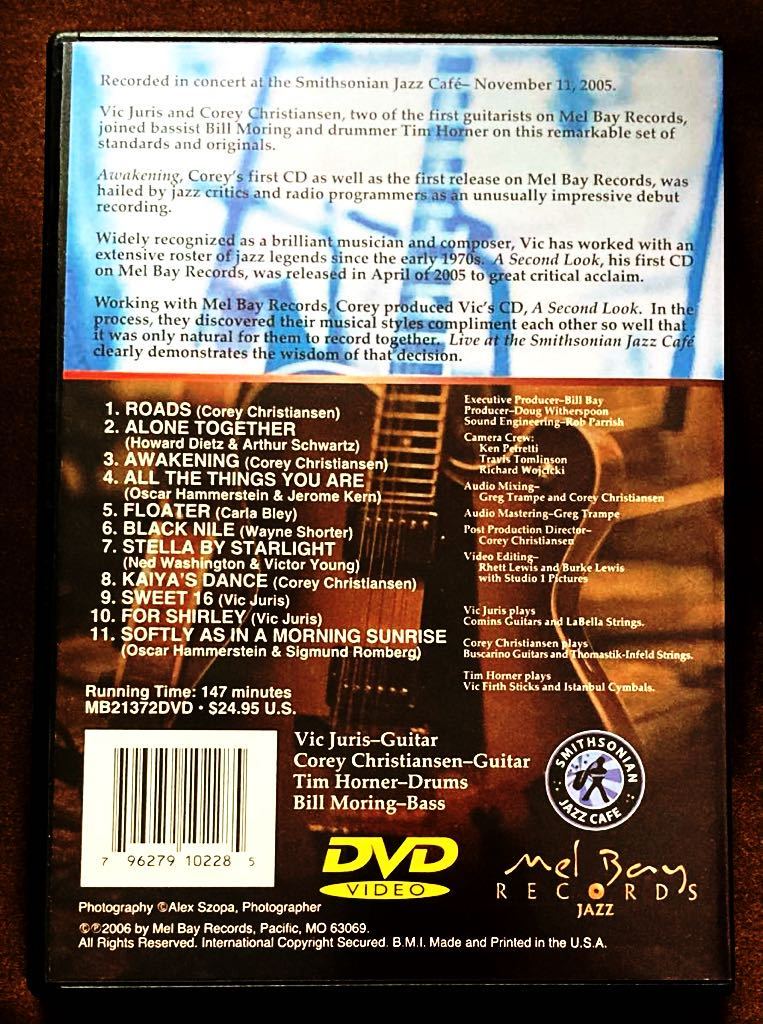 Recorded in concert at the Smithsonian Jazz Café– November 11, 2005.
Vic Juris and Corey Christiansen, two of the first guitarists on Mel Bay Records,
joined bassist Bill Moring and drummer Tim Horner on this remarkable set of
standards and originals.
Awakening, Corey's first CD as well as the first release on Mel Bay Records, was
hailed by jazz critics and radio programmers as an unusually impressive debut
recording.
Widely recognized as a brilliant musician and composer, Vic has worked with an
extensive roster of jazz legends since the early 1970s. A Second Look, his first CD
on Mel Bay Records, was released in April of 2005 to great critical acclaim.
Working with Mel Bay Records, Corey produced Vic's CD, A Second Look. In the
process, they discovered their musical styles compliment each other so well that
it was only natural for them to record together. Live at the Smithsonian Jazz Café
clearly demonstrates the wisdom of that decision.
1. ROADS (Corey Christiansen)
2. ALONE TOGETHER
(Howard Dietz & Arthur Schwartz)
3. AWAKENING (Corey Christiansen)
4. ALL THE THINGS YOU ARE
(Oscar Hammerstein & Jerome Kern)
5. FLOATER (Carla Bley)
6. BLACK NILE (Wayne Shorter)
7. STELLA BY STARLIGHT
(Ned Washington & Victor Young)
8. KAIYA'S DANCE (Corey Christiansen)
9. SWEET 16 (Vic Juris)
10. FOR SHIRLEY (Vic Juris)
11. SOFTLY AS IN A MORNING SUNRISE
(Oscar Hammerstein & Sigmund Romberg)
Executive Producer–Bill Bay
Producer–Doug Witherspoon
Sound Engineering–Rob Parrish
Camera Crew:
Ken Perretti
Travis Tomlinson
Richard Wojcicki
Audio Mixing–
Greg Trampe and Corey Christiansen
Audio Mastering–Greg Trampe
Post Production Director–
Corey Christiansen
Video Editing–
Rhett Lewis and Burke Lewis
with Studio 1 Pictures
Vic Juris plays
Comins Guitars and LaBella Strings.
Corey Christiansen plays
Buscarino Guitars and Thomastik-Infeld Strings.
Tim Horner plays
Vic Firth Sticks and Istanbul Cymbals.
Running Time: 147 minutes
MB21372DVD • $24.95 U.S.
Vic Juris–Guitar
Corey Christiansen–Guitar
Tim Horner–Drums
Bill Moring–Bass
SMITHSONIAN
JAZZ CAFE
7 96279 10228 5
DVD
VIDEO
Mel Bay
RECORDS
JAZZ
Photography ©Alex Szopa, Photographer
©℗2006 by Mel Bay Records, Pacific, MO 63069.
All Rights Reserved. International Copyright Secured. B.M.I. Made and Printed in the U.S.A.